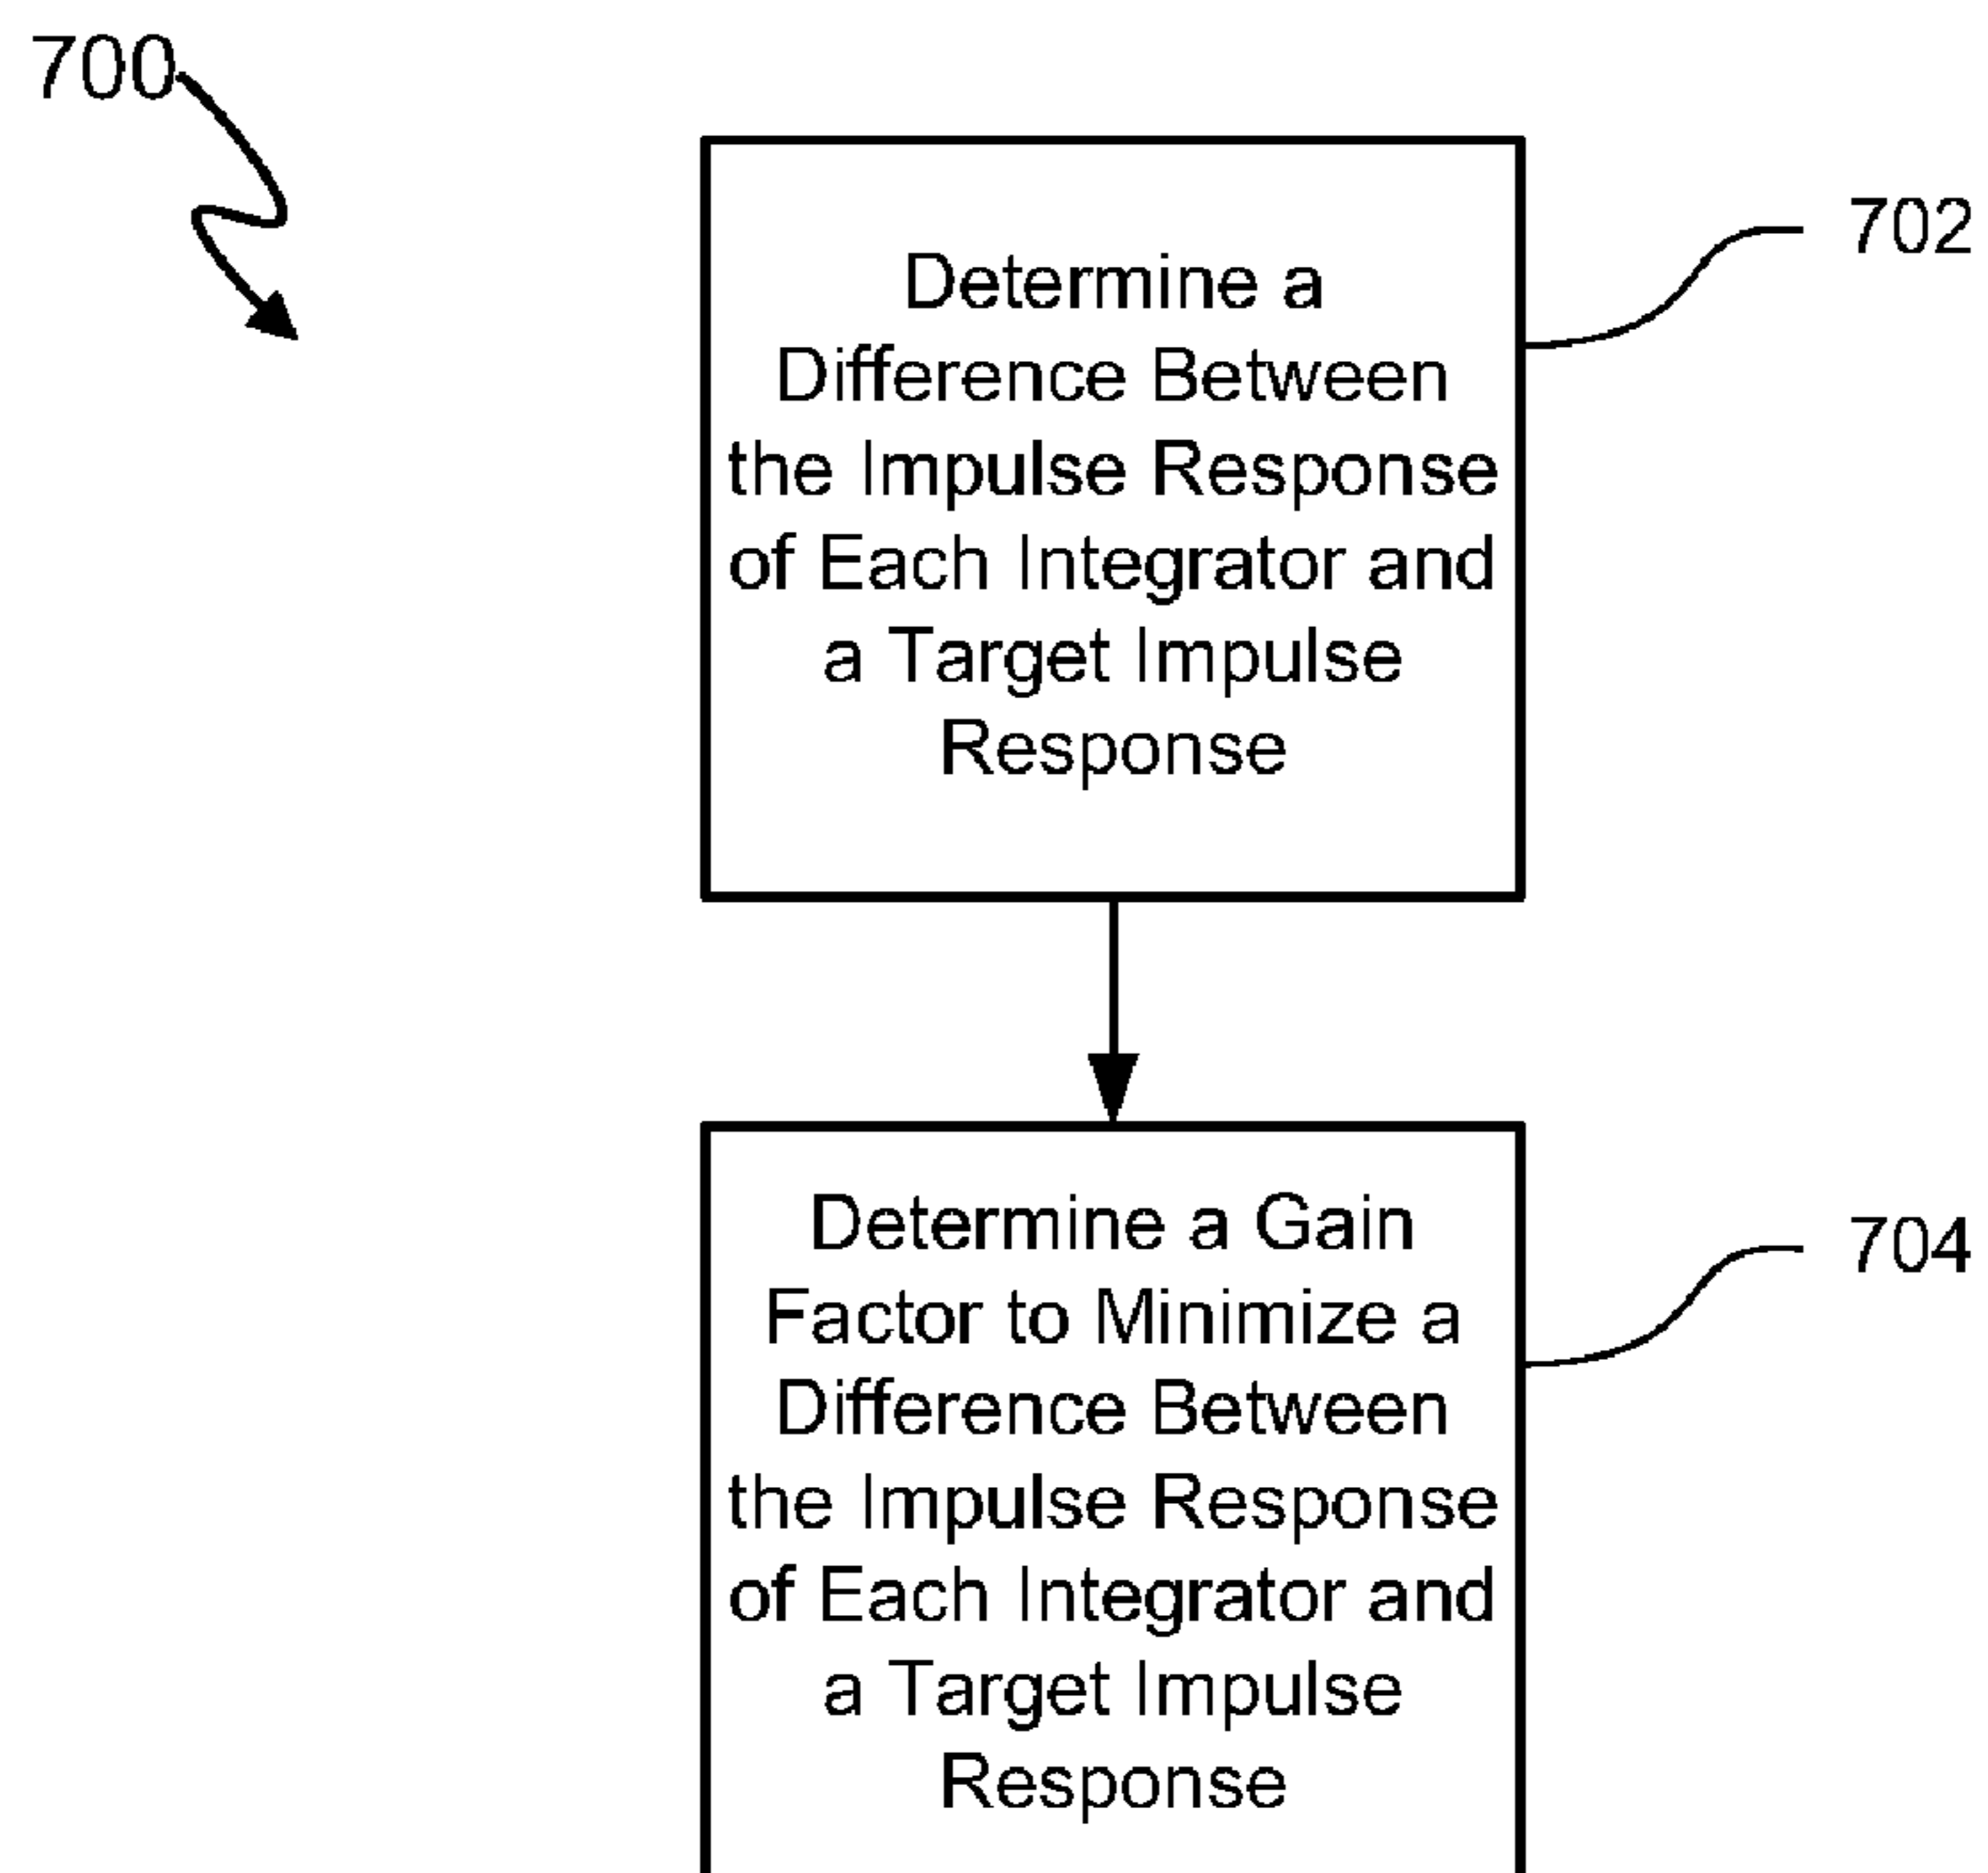 700
702
Determine a
Difference Between
the Impulse Response
of Each Integrator and
a Target Impulse
Response
704
Determine a Gain
Factor to Minimize a
Difference Between
the Impulse Response
of Each Integrator and
a Target Impulse
Response